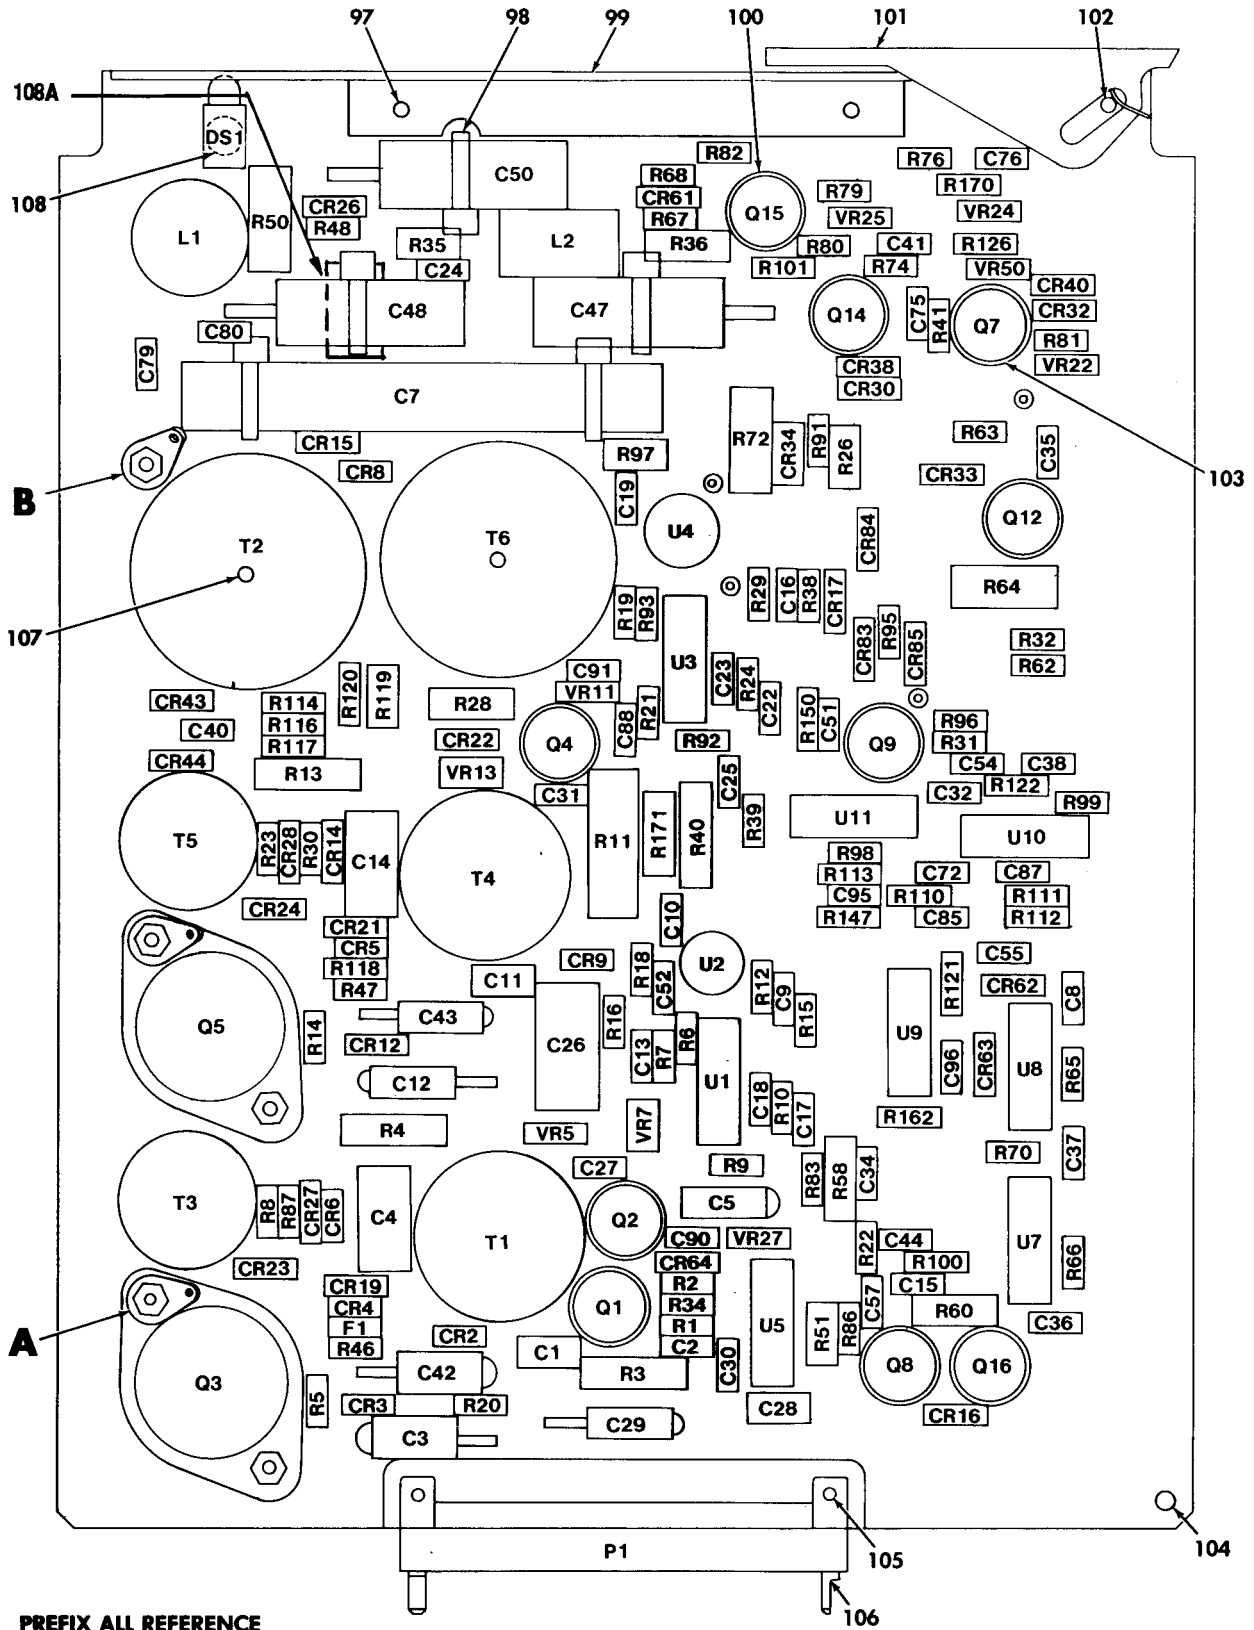 97
98
99
100
101
102
108A
DS1
108
R82
R76
C76
C50
R68
R170
R50
CR26
CR61
R79
VR24
L1
R48
R67
Q15
VR25
R35
L2
R36
R80
C41
R126
C24
R101
R74
VR50
CR40
C80
C48
C47
Q14
C75
R41
Q7
CR32
R81
C79
CR38
VR22
C7
CR30
CR15
R97
R72
CR34
R91
R26
R63
C35
CR8
CR33
103
B
C19
U4
Q12
T2
T6
CR84
107
R19
R93
R29
C16
R38
CR17
R64
R32
CR83
R95
CR85
R62
U3
C91
C23
R24
CR43
R114
R120
R119
R28
VR11
C22
C40
R116
C88
R21
R150
C51
R96
R117
CR22
Q4
R92
Q9
R31
CR44
R13
VR13
C25
C54
C38
C31
C32
R122
R99
T5
R23
CR28
R30
CR14
C14
T4
R11
R171
R40
R39
U11
U10
R98
CR24
R113
C72
C87
C95
R110
R111
C10
R147
C85
R112
CR21
CR5
R118
R47
CR9
R18
C52
U2
R12
C9
R15
C55
C11
R121
CR62
C8
Q5
R14
C43
C26
R16
CR12
C13
R7
R6
U1
U9
C96
CR63
U8
R65
C12
C18
R10
C17
R162
R4
VR5
VR7
R70
C37
C27
R9
R83
R58
C34
T3
R8
R87
CR27
CR6
C4
T1
Q2
C5
C90
VR27
R22
C44
U7
R66
CR23
CR64
R100
CR19
R2
C15
CR4
Q1
R34
C57
R60
F1
R1
U5
R51
R86
C36
A
R46
CR2
C1
C2
C30
Q8
Q16
C42
R3
Q3
R5
CR3
R20
C28
CR16
C3
C29
P1
105
104
106
PREFIX ALL REFERENCE